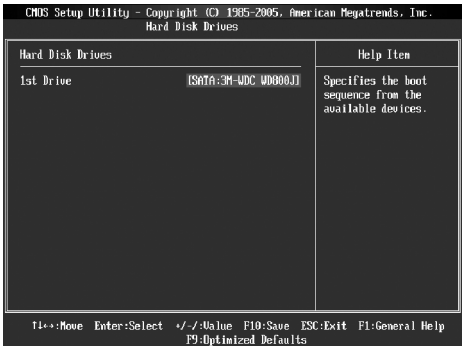 CMOS Setup Utility - Copyright (C) 1985-2005, American Megatrends, Inc.
Hard Disk Drives
Hard Disk Drives
Help Item
1st Drive [SATA:3M-WDC WD800J]
Specifies the boot
sequence from the
available devices.
↑↓↔:Move Enter:Select +/-/:Value F10:Save ESC:Exit F1:General Help
F9:Optimized Defaults